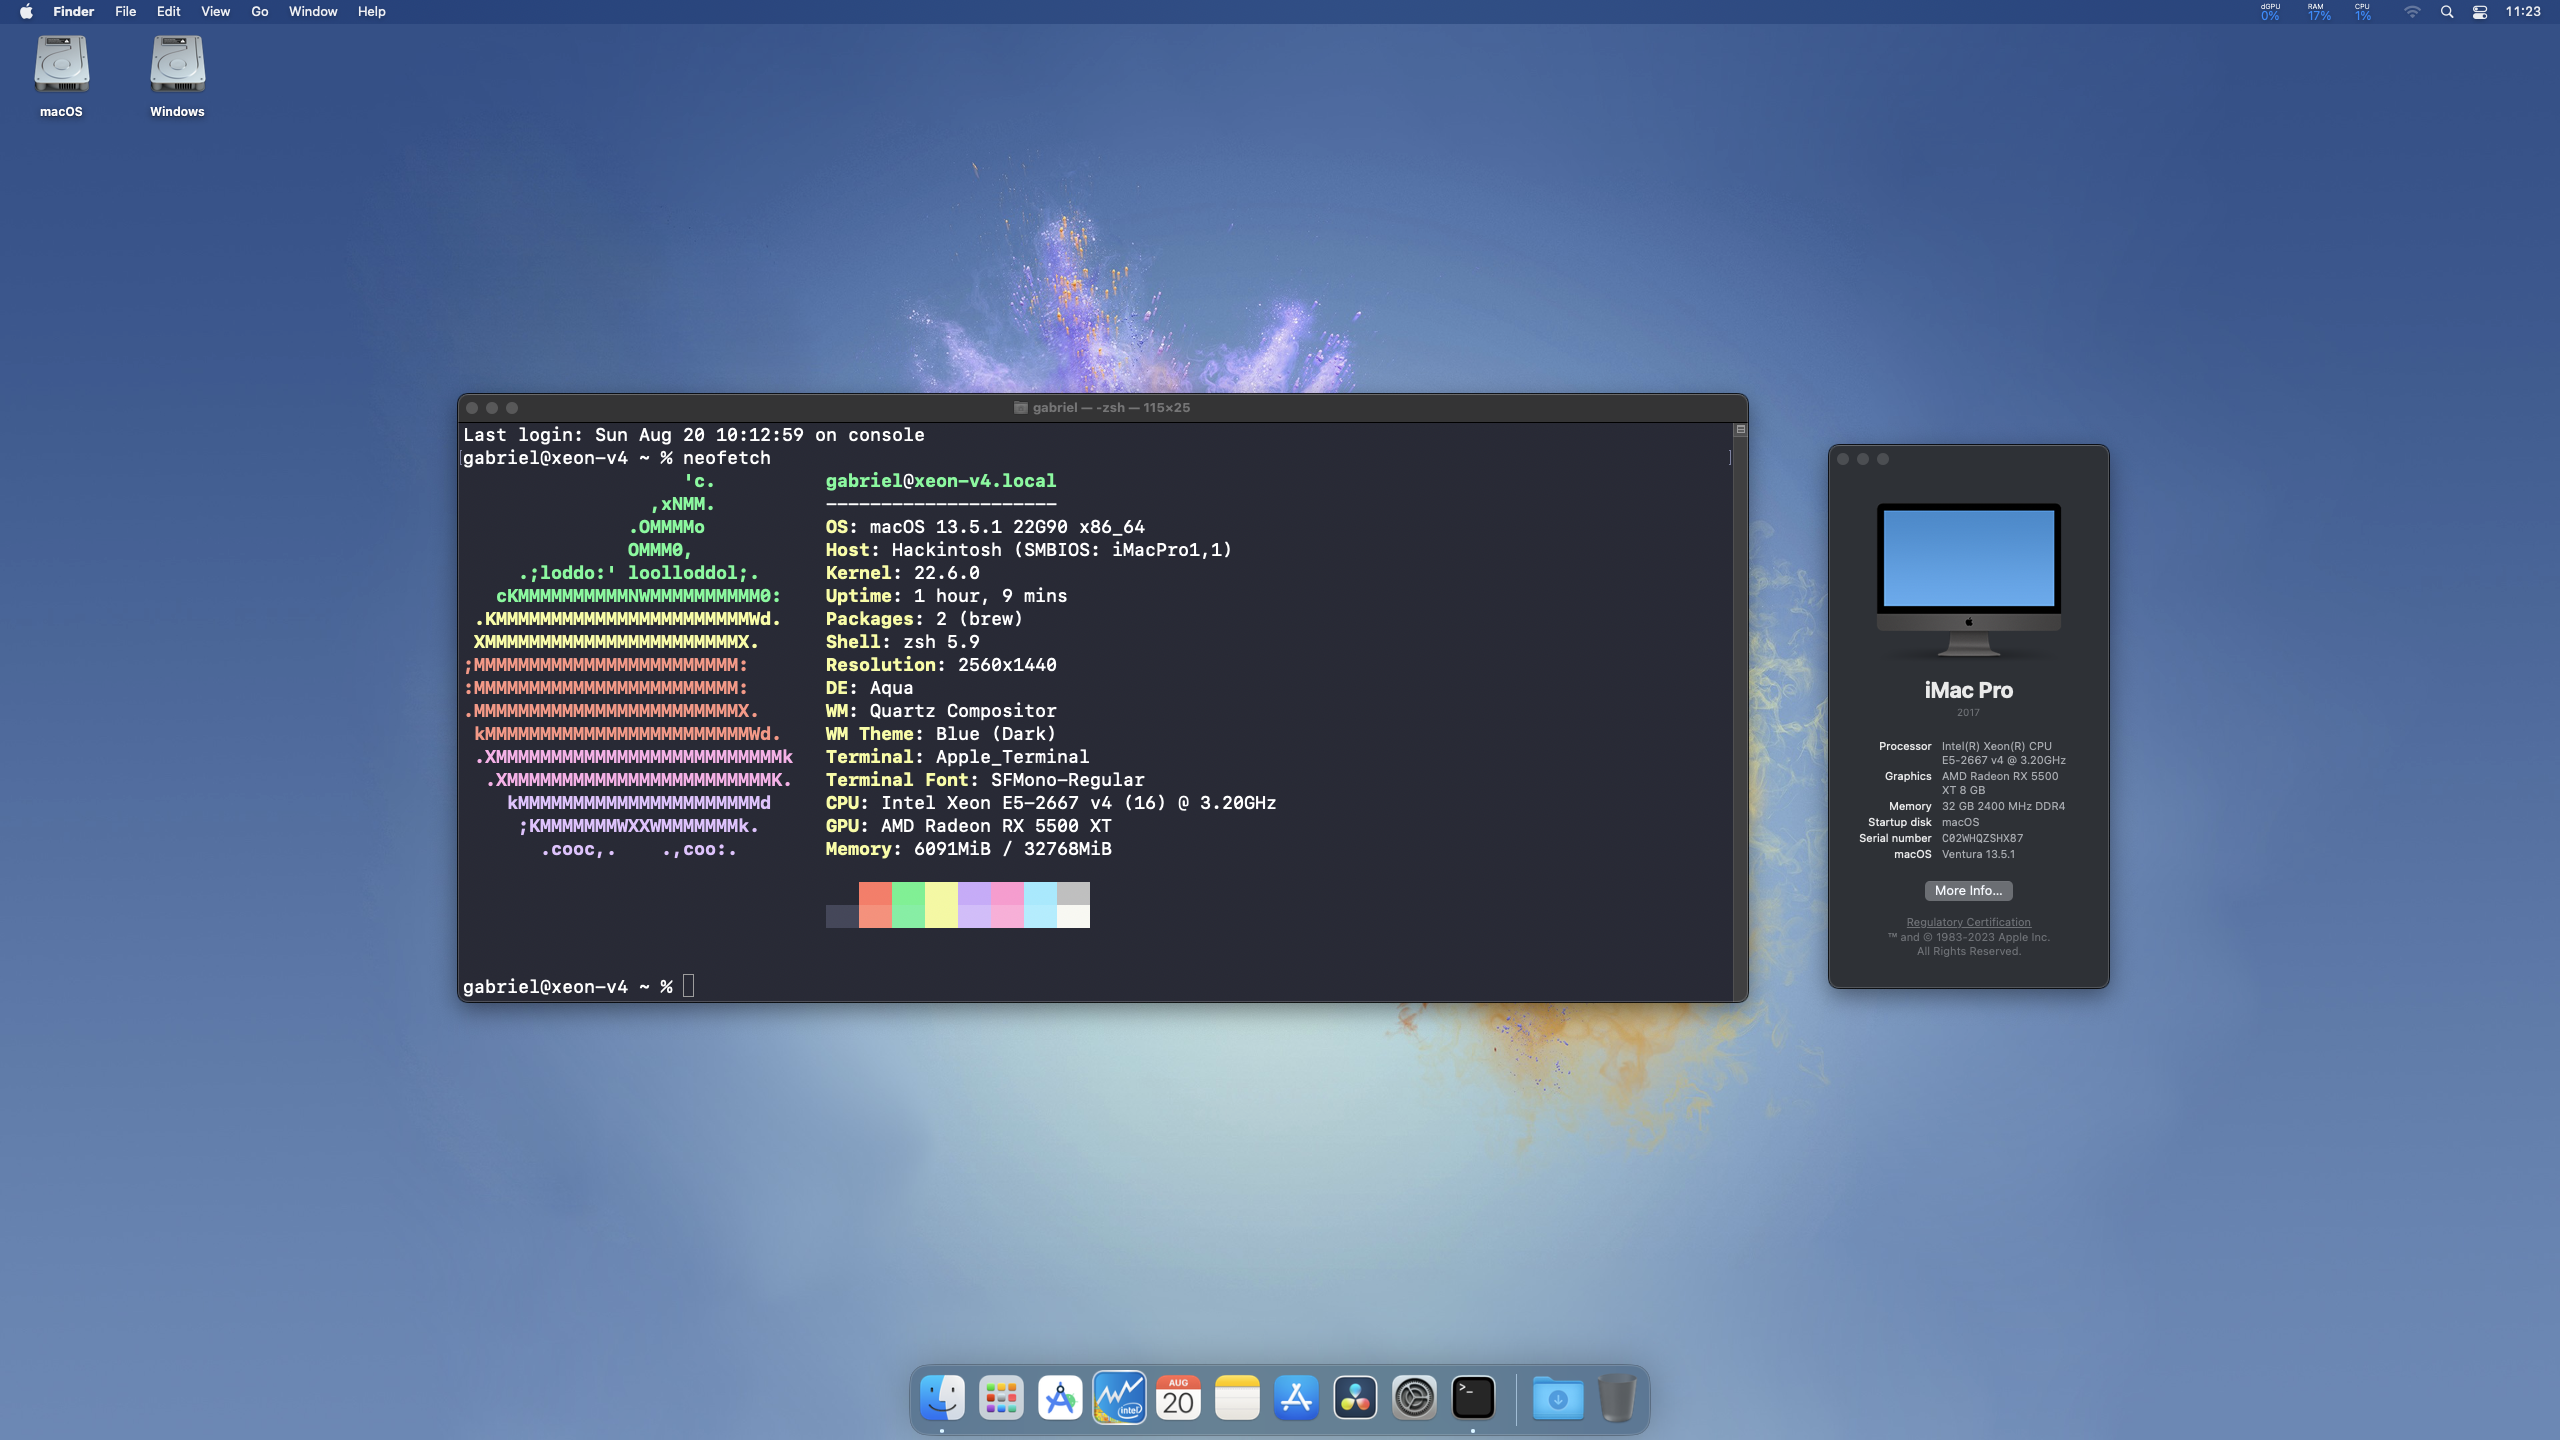 Finder File Edit View Go Window Help
dGPU 0% RAM 17% CPU 1% 11:23
macOS Windows
gabriel — -zsh — 115×25
Last login: Sun Aug 20 10:12:59 on console
[gabriel@xeon-v4 ~ % neofetch ]
'c. gabriel@xeon-v4.local
,xNMM. ---------------------
.OMMMMo OS: macOS 13.5.1 22G90 x86_64
OMMM0, Host: Hackintosh (SMBIOS: iMacPro1,1)
.;loddo:' loolloddol;. Kernel: 22.6.0
cKMMMMMMMMMMNWMMMMMMMMMM0: Uptime: 1 hour, 9 mins
.KMMMMMMMMMMMMMMMMMMMMMMMWd. Packages: 2 (brew)
XMMMMMMMMMMMMMMMMMMMMMMMX. Shell: zsh 5.9
;MMMMMMMMMMMMMMMMMMMMMMMM: Resolution: 2560x1440
:MMMMMMMMMMMMMMMMMMMMMMMM: DE: Aqua
.MMMMMMMMMMMMMMMMMMMMMMMMX. WM: Quartz Compositor
kMMMMMMMMMMMMMMMMMMMMMMMMWd. WM Theme: Blue (Dark)
.XMMMMMMMMMMMMMMMMMMMMMMMMMMk Terminal: Apple_Terminal
.XMMMMMMMMMMMMMMMMMMMMMMMMK. Terminal Font: SFMono-Regular
kMMMMMMMMMMMMMMMMMMMMMMd CPU: Intel Xeon E5-2667 v4 (16) @ 3.20GHz
;KMMMMMMMWXXWMMMMMMMk. GPU: AMD Radeon RX 5500 XT
.cooc,. .,coo:. Memory: 6091MiB / 32768MiB
gabriel@xeon-v4 ~ %
iMac Pro
2017
Processor Intel(R) Xeon(R) CPU
E5-2667 v4 @ 3.20GHz
Graphics AMD Radeon RX 5500
XT 8 GB
Memory 32 GB 2400 MHz DDR4
Startup disk macOS
Serial number C02WHQZSHX87
macOS Ventura 13.5.1
More Info...
Regulatory Certification
™ and © 1983-2023 Apple Inc.
All Rights Reserved.
intel
AUG
20
>_